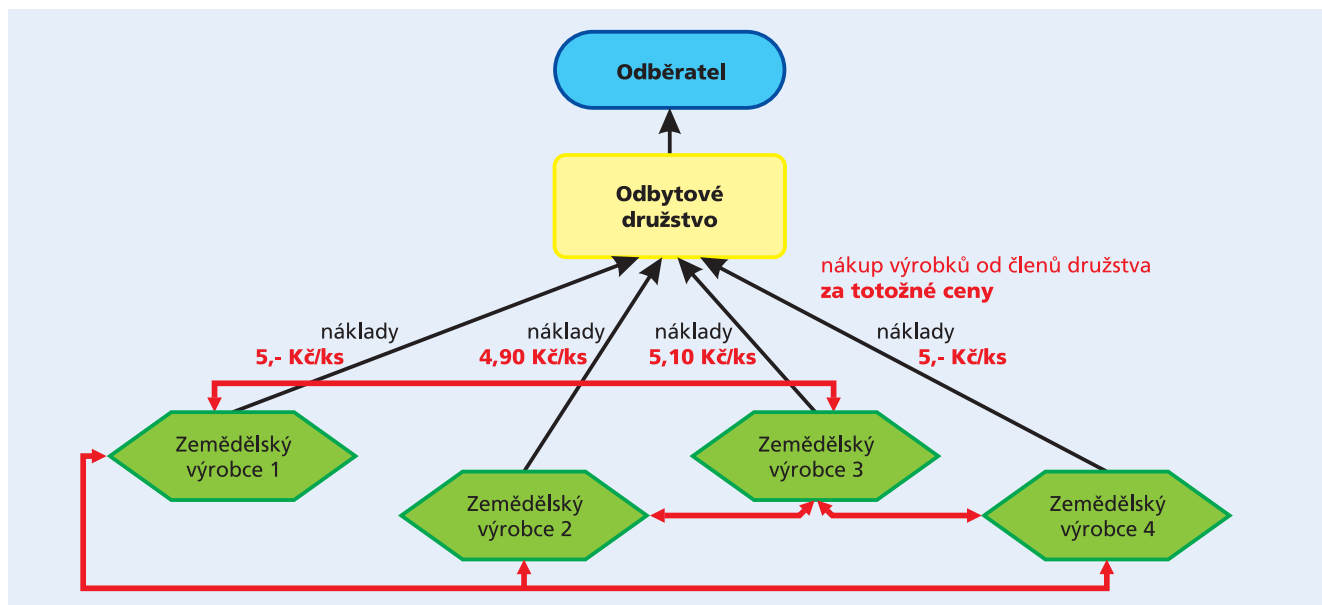 Odběratel
Odbytové
družstvo
nákup výrobků od členů družstva
za totožné ceny
náklady
5,- Kč/ks
náklady
4,90 Kč/ks
náklady
5,10 Kč/ks
náklady
5,- Kč/ks
Zemědělský
výrobce 1
Zemědělský
výrobce 2
Zemědělský
výrobce 3
Zemědělský
výrobce 4